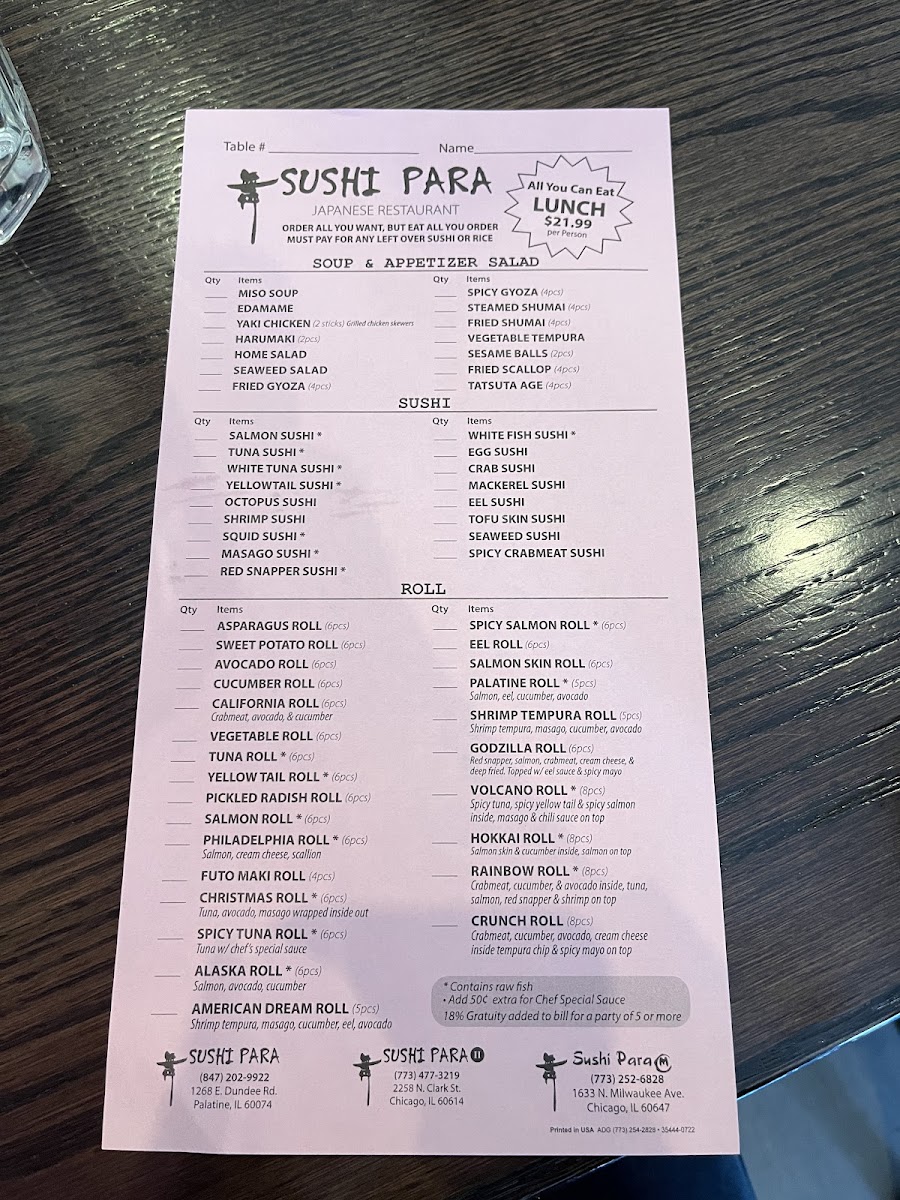 Table # Name
SUSHI PARA
JAPANESE RESTAURANT
ORDER ALL YOU WANT, BUT EAT ALL YOU ORDER
MUST PAY FOR ANY LEFT OVER SUSHI OR RICE
All You Can Eat
LUNCH
$21.99
per Person
SOUP & APPETIZER SALAD
Qty Items
MISO SOUP
EDAMAME
YAKI CHICKEN (2 sticks) Grilled chicken skewers
HARUMAKI (2pcs)
HOME SALAD
SEAWEED SALAD
FRIED GYOZA (4pcs)
Qty Items
SPICY GYOZA (4pcs)
STEAMED SHUMAI (4pcs)
FRIED SHUMAI (4pcs)
VEGETABLE TEMPURA
SESAME BALLS (2pcs)
FRIED SCALLOP (4pcs)
TATSUTA AGE (4pcs)
SUSHI
Qty Items
SALMON SUSHI *
TUNA SUSHI *
WHITE TUNA SUSHI *
YELLOWTAIL SUSHI *
OCTOPUS SUSHI
SHRIMP SUSHI
SQUID SUSHI *
MASAGO SUSHI *
RED SNAPPER SUSHI *
Qty Items
WHITE FISH SUSHI *
EGG SUSHI
CRAB SUSHI
MACKEREL SUSHI
EEL SUSHI
TOFU SKIN SUSHI
SEAWEED SUSHI
SPICY CRABMEAT SUSHI
ROLL
Qty Items
ASPARAGUS ROLL (6pcs)
SWEET POTATO ROLL (6pcs)
AVOCADO ROLL (6pcs)
CUCUMBER ROLL (6pcs)
CALIFORNIA ROLL (6pcs)
Crabmeat, avocado, & cucumber
VEGETABLE ROLL (6pcs)
TUNA ROLL * (6pcs)
YELLOW TAIL ROLL * (6pcs)
PICKLED RADISH ROLL (6pcs)
SALMON ROLL * (6pcs)
PHILADELPHIA ROLL * (6pcs)
Salmon, cream cheese, scallion
FUTO MAKI ROLL (4pcs)
CHRISTMAS ROLL * (6pcs)
Tuna, avocado, masago wrapped inside out
SPICY TUNA ROLL * (6pcs)
Tuna w/ chef's special sauce
ALASKA ROLL * (6pcs)
Salmon, avocado, cucumber
AMERICAN DREAM ROLL (5pcs)
Shrimp tempura, masago, cucumber, eel, avocado
Qty Items
SPICY SALMON ROLL * (6pcs)
EEL ROLL (6pcs)
SALMON SKIN ROLL (6pcs)
PALATINE ROLL * (5pcs)
Salmon, eel, cucumber, avocado
SHRIMP TEMPURA ROLL (5pcs)
Shrimp tempura, masago, cucumber, avocado
GODZILLA ROLL (6pcs)
Red snapper, salmon, crabmeat, cream cheese, &
deep fried. Topped w/ eel sauce & spicy mayo
VOLCANO ROLL * (8pcs)
Spicy tuna, spicy yellow tail & spicy salmon
inside, masago & chili sauce on top
HOKKAI ROLL * (8pcs)
Salmon skin & cucumber inside, salmon on top
RAINBOW ROLL * (8pcs)
Crabmeat, cucumber, & avocado inside, tuna,
salmon, red snapper & shrimp on top
CRUNCH ROLL (8pcs)
Crabmeat, cucumber, avocado, cream cheese
inside tempura chip & spicy mayo on top
* Contains raw fish
• Add 50¢ extra for Chef Special Sauce
18% Gratuity added to bill for a party of 5 or more
SUSHI PARA
(847) 202-9922
1268 E. Dundee Rd.
Palatine, IL 60074
SUSHI PARA II
(773) 477-3219
2258 N. Clark St.
Chicago, IL 60614
Sushi Para M
(773) 252-6828
1633 N. Milwaukee Ave.
Chicago, IL 60647
Printed in USA ADG (773) 254-2828 • 35444-0722